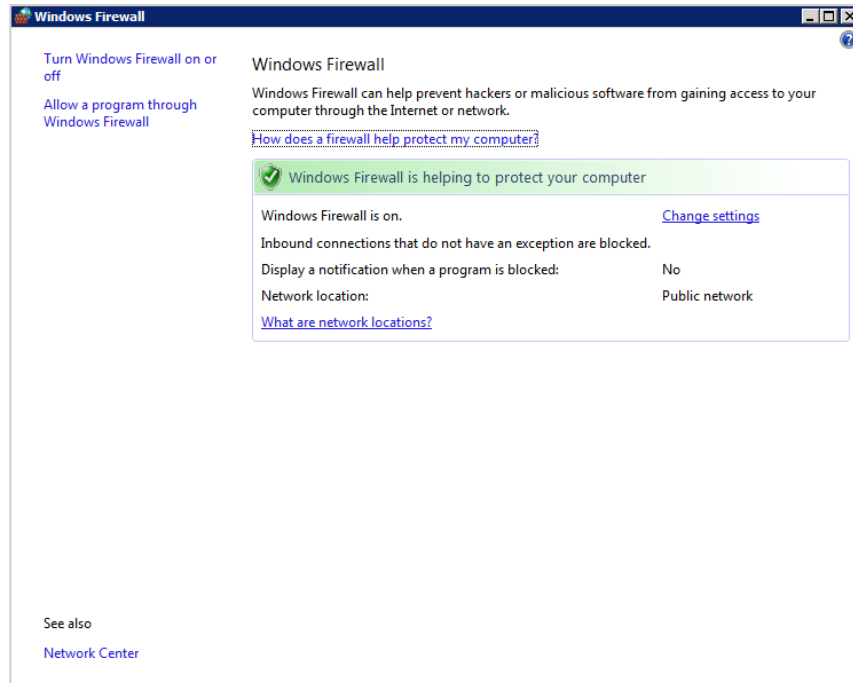 Windows Firewall
Turn Windows Firewall on or
off
Allow a program through
Windows Firewall
Windows Firewall
Windows Firewall can help prevent hackers or malicious software from gaining access to your
computer through the Internet or network.
How does a firewall help protect my computer?
Windows Firewall is helping to protect your computer
Windows Firewall is on. Change settings
Inbound connections that do not have an exception are blocked.
Display a notification when a program is blocked: No
Network location: Public network
What are network locations?
See also
Network Center